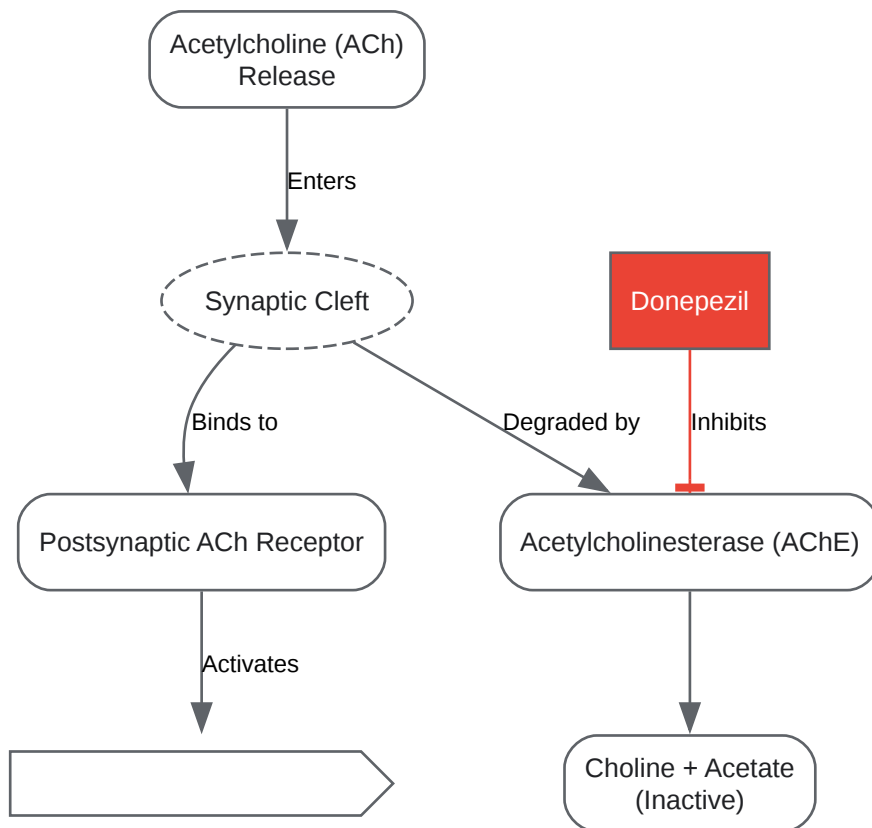 Acetylcholine (ACh)
Release
Enters
Synaptic Cleft
Donepezil
Binds to
Degraded by
Inhibits
Postsynaptic ACh Receptor
Acetylcholinesterase (AChE)
Activates
Choline + Acetate
(Inactive)